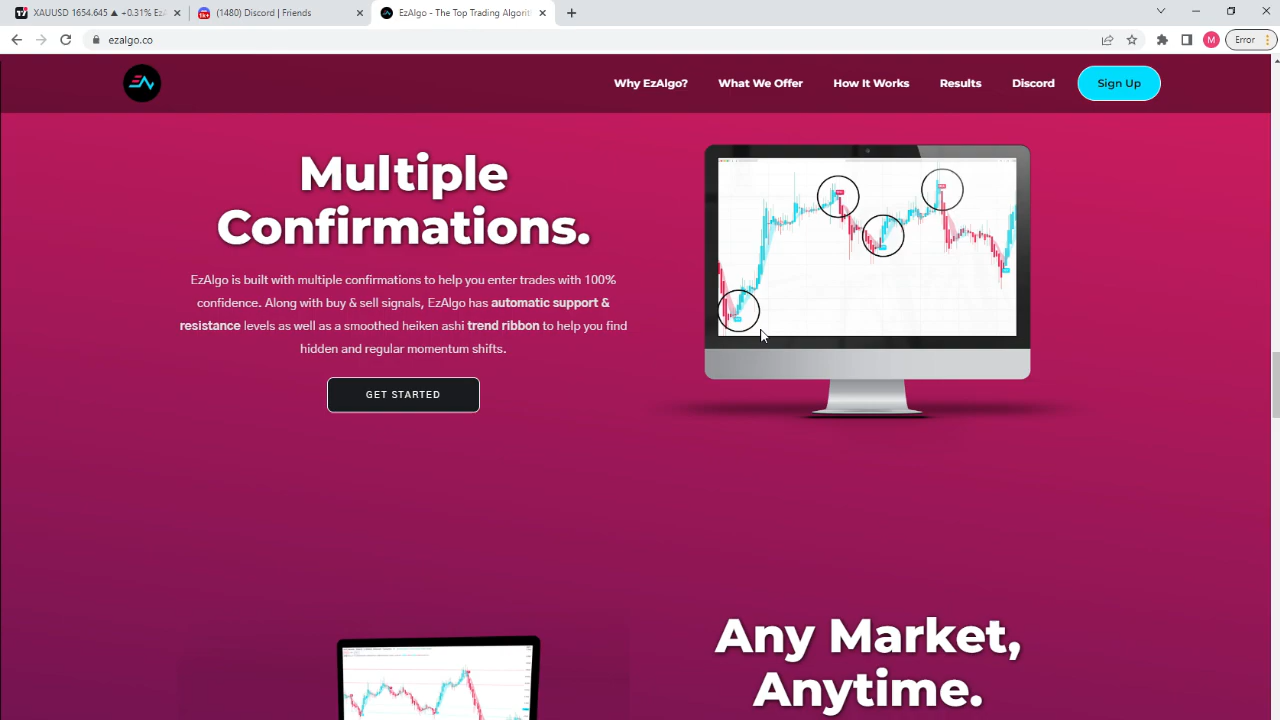 XAUUSD 1654.645 ▲ +0.31% Ez
(1480) Discord | Friends
EzAlgo - The Top Trading Algorit
ezalgo.co
M
Error
Why EzAlgo?
What We Offer
How It Works
Results
Discord
Sign Up
Multiple
Confirmations.
EzAlgo is built with multiple confirmations to help you enter trades with 100%
confidence. Along with buy & sell signals, EzAlgo has automatic support &
resistance levels as well as a smoothed heiken ashi trend ribbon to help you find
hidden and regular momentum shifts.
GET STARTED
Any Market,
Anytime.